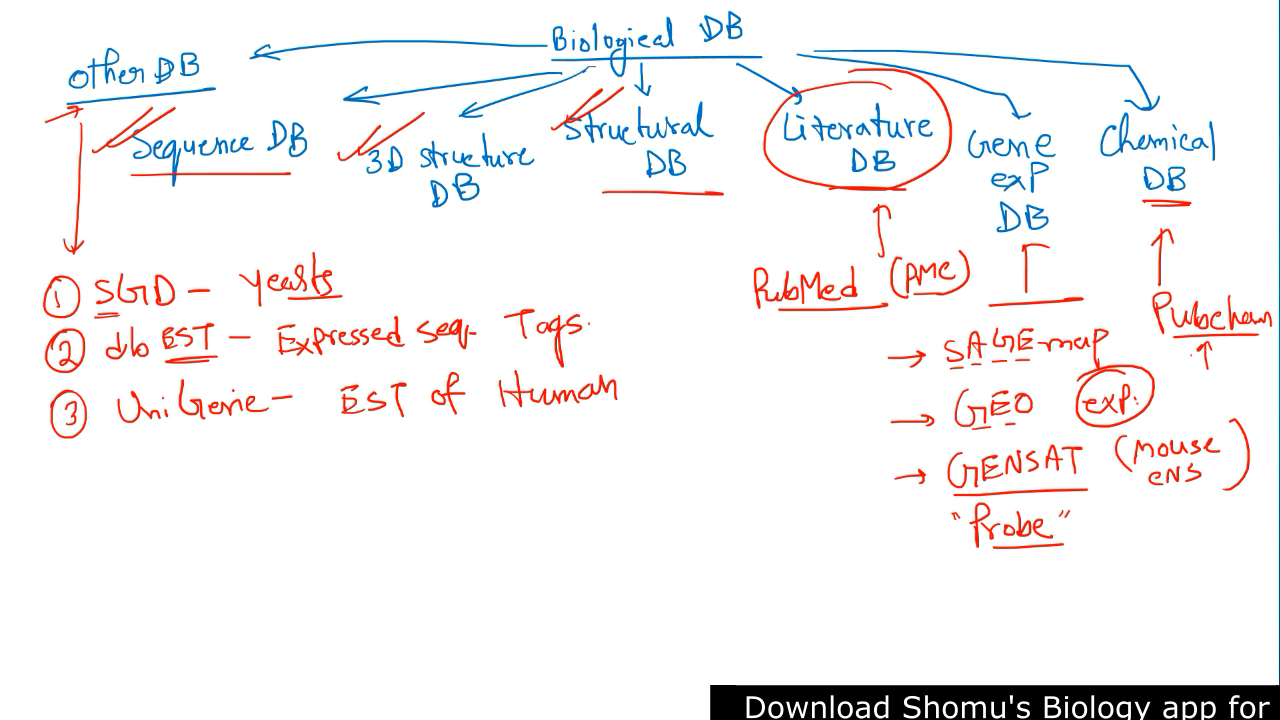 Biological DB
other DB
Sequence DB
3D structure
DB
Structural
DB
Literature
DB
Gene
exp
DB
Chemical
DB
① SGD – yeasts
② db EST – Expressed seq. Tags.
③ UniGene – EST of Human
PubMed (PMC)
→ SAGE map
→ GEO exp.
→ GENSAT (Mouse
CNS)
"Probe"
Pubchem
Download Shomu's Biology app for